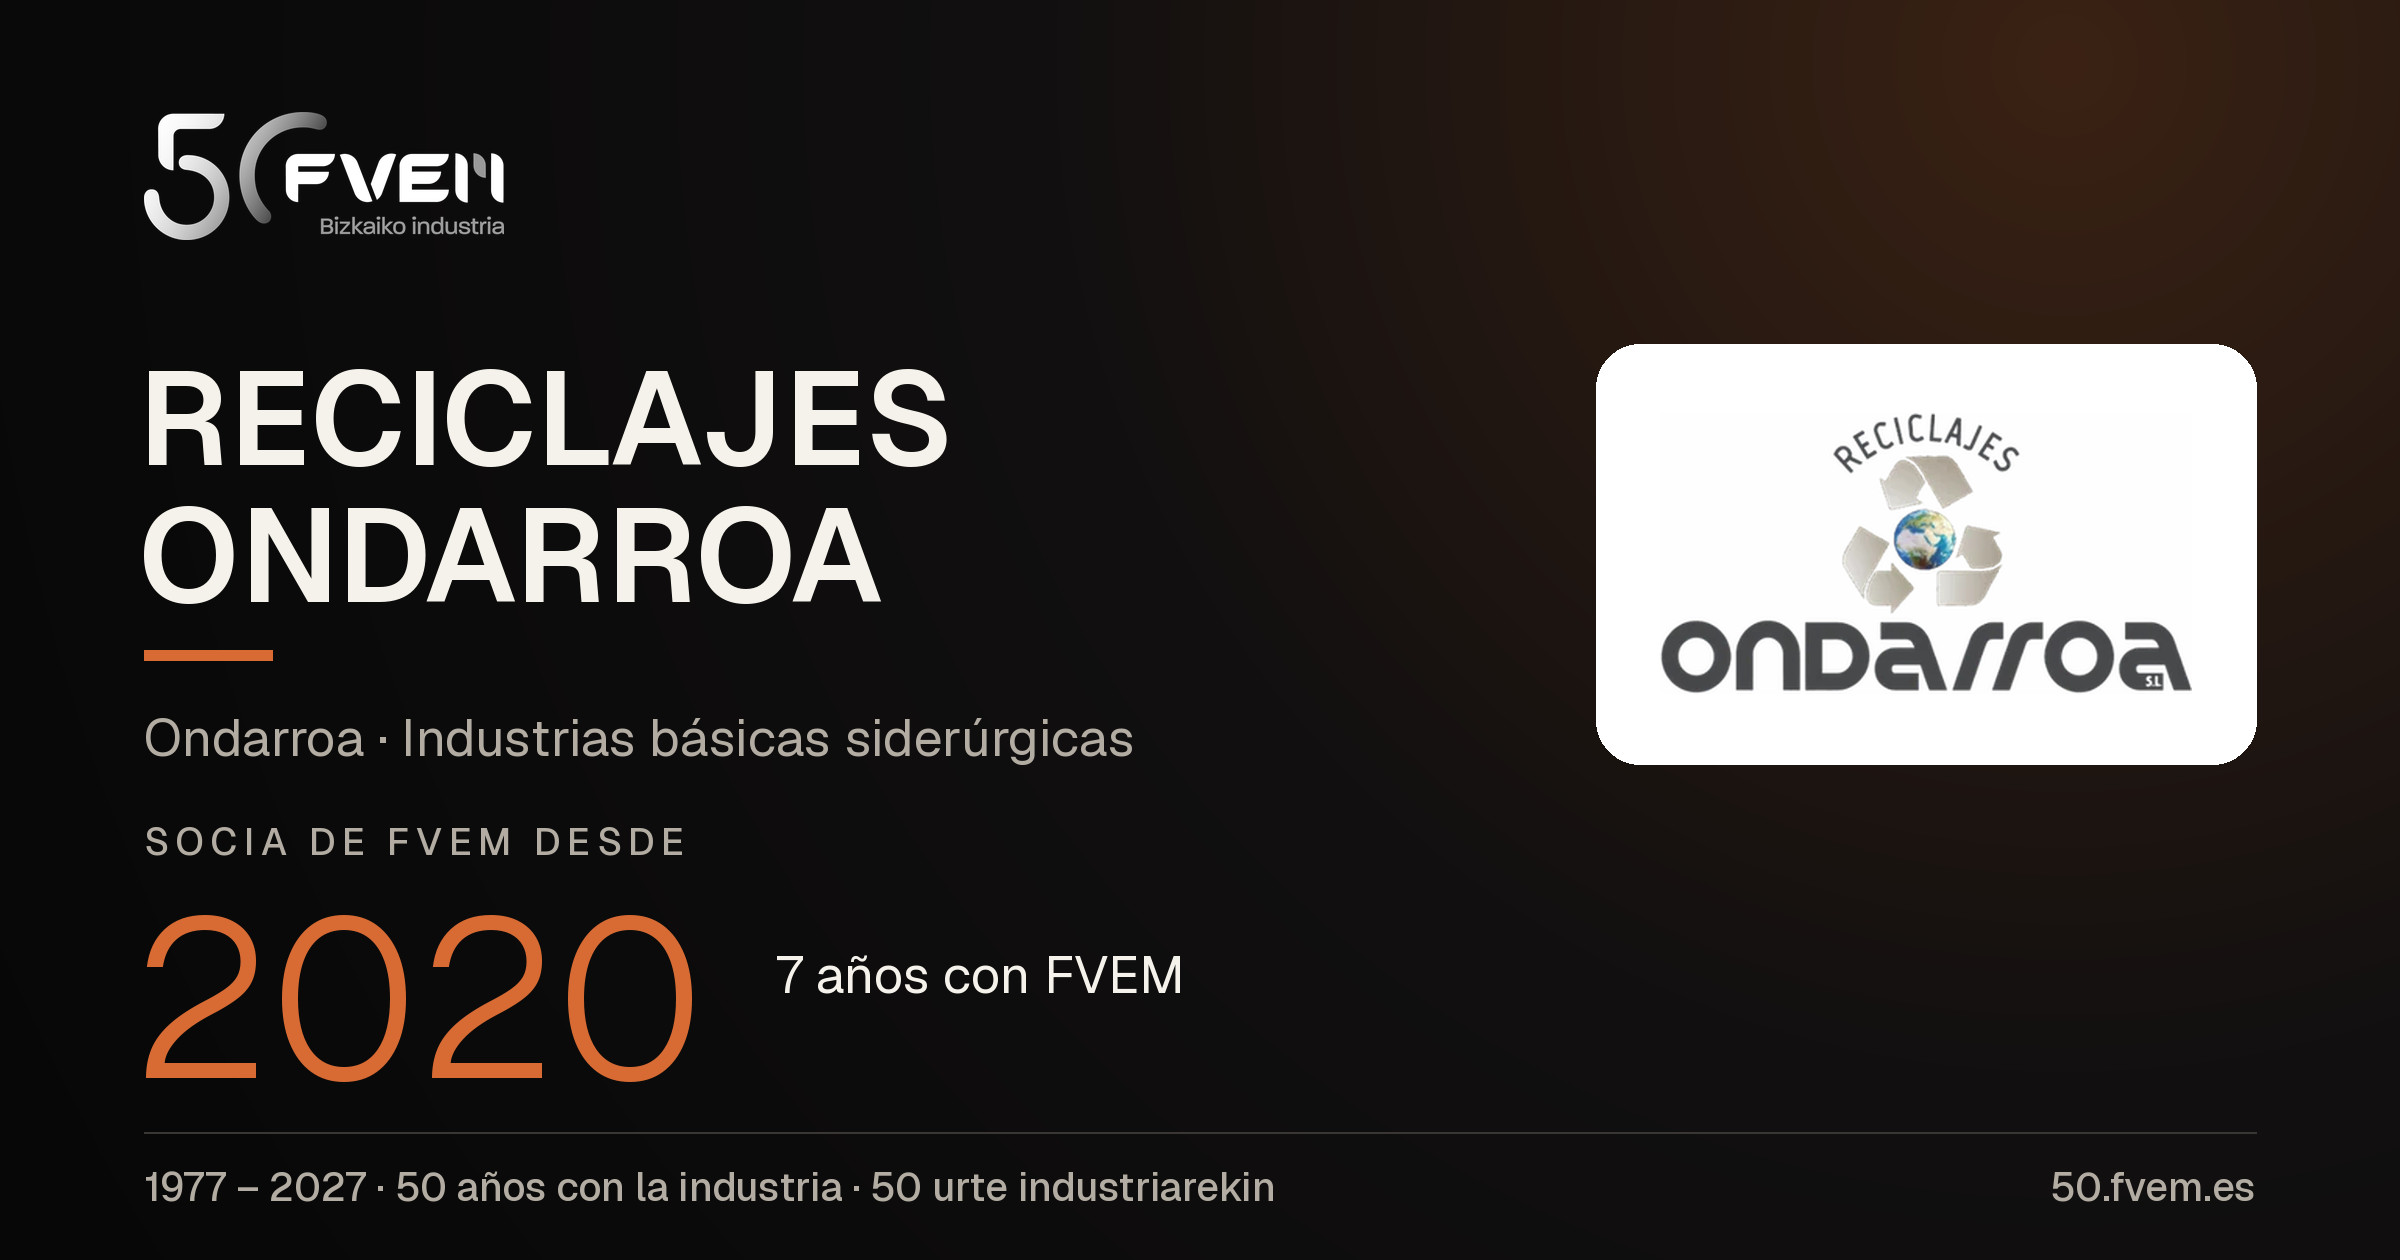 50 FVEM
Bizkaiko industria
RECICLAJES
ONDARROA
RECICLAJES
ONDARROA
S.L.
Ondarroa · Industrias básicas siderúrgicas
SOCIA DE FVEM DESDE
2020
7 años con FVEM
1977 – 2027 · 50 años con la industria · 50 urte industriarekin
50.fvem.es